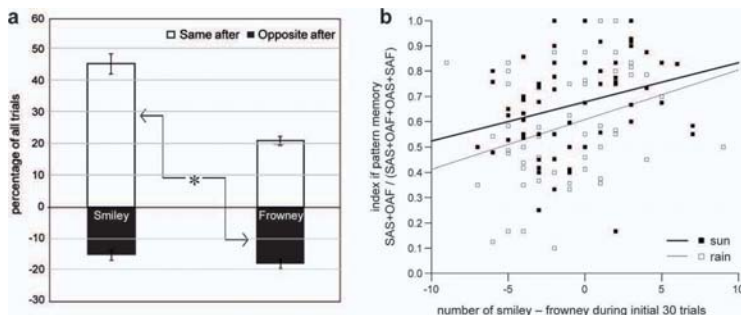 a
60
50
40
30
20
10
0
-10
-20
-30
percentage of all trials
Same after
Opposite after
Smiley
Frowney
*
b
1.0
0.9
0.8
0.7
0.6
0.5
0.4
0.3
0.2
0.1
0.0
index if pattern memory
SAS+OAF / (SAS+OAF+OAS+SAF)
sun
rain
-10
-5
0
5
10
number of smiley – frowney during initial 30 trials